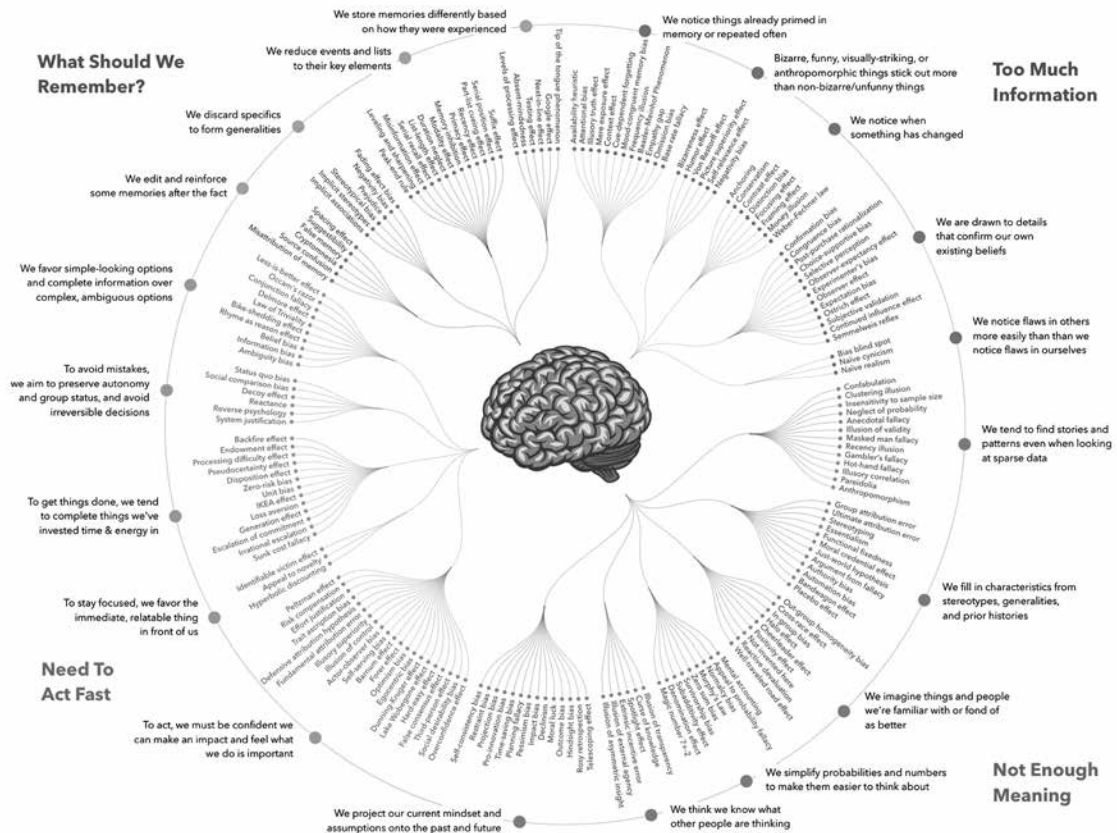 What Should We
Remember?
We store memories differently based
on how they were experienced
We reduce events and lists
to their key elements
We discard specifics
to form generalities
We edit and reinforce
some memories after the fact
Too Much
Information
We notice things already primed in
memory or repeated often
Bizarre, funny, visually-striking, or
anthropomorphic things stick out more
than non-bizarre/unfunny things
We notice when
something has changed
We are drawn to details
that confirm our own
existing beliefs
We notice flaws in others
more easily than than we
notice flaws in ourselves
Not Enough
Meaning
We tend to find stories and
patterns even when looking
at sparse data
We fill in characteristics from
stereotypes, generalities,
and prior histories
We imagine things and people
we're familiar with or fond of
as better
We simplify probabilities and numbers
to make them easier to think about
We think we know what
other people are thinking
We project our current mindset and
assumptions onto the past and future
Need To
Act Fast
To act, we must be confident we
can make an impact and feel what
we do is important
To stay focused, we favor the
immediate, relatable thing
in front of us
To get things done, we tend
to complete things we've
invested time & energy in
To avoid mistakes,
we aim to preserve autonomy
and group status, and avoid
irreversible decisions
We favor simple-looking options
and complete information over
complex, ambiguous options
Tip of the tongue phenomenon
Google effect
Next-in-line effect
Testing effect
Absent-mindedness
Levels of processing effect
Suffix effect
Serial position effect
Part-list cueing effect
Recency effect
Primacy effect
Memory inhibition
Modality effect
Duration neglect
List-length effect
Serial recall effect
Misinformation effect
Leveling and sharpening
Peak-end rule
Fading affect bias
Negativity bias
Prejudice
Stereotypical bias
Implicit stereotypes
Implicit associations
Spacing effect
Suggestibility
False memory
Cryptomnesia
Source confusion
Misattribution of memory
Availability heuristic
Attentional bias
Illusory truth effect
Mere exposure effect
Context effect
Cue-dependent forgetting
Mood-congruent memory bias
Frequency illusion
Baader-Meinhof Phenomenon
Empathy gap
Omission bias
Base rate fallacy
Bizarreness effect
Humor effect
Von Restorff effect
Picture superiority effect
Self-relevance effect
Negativity bias
Anchoring
Conservatism
Contrast effect
Distinction bias
Focusing effect
Framing effect
Money illusion
Weber-Fechner law
Confirmation bias
Congruence bias
Post-purchase rationalization
Choice-supportive bias
Selective perception
Observer-expectancy effect
Experimenter's bias
Observer effect
Expectation bias
Ostrich effect
Subjective validation
Continued influence effect
Semmelweis reflex
Bias blind spot
Naïve cynicism
Naïve realism
Confabulation
Clustering illusion
Insensitivity to sample size
Neglect of probability
Anecdotal fallacy
Illusion of validity
Masked man fallacy
Recency illusion
Gambler's fallacy
Hot-hand fallacy
Illusory correlation
Pareidolia
Anthropomorphism
Group attribution error
Ultimate attribution error
Stereotyping
Essentialism
Functional fixedness
Moral credential effect
Just-world hypothesis
Argument from fallacy
Authority bias
Automation bias
Bandwagon effect
Placebo effect
Out-group homogeneity bias
Cross-race effect
In-group bias
Halo effect
Cheerleader effect
Positivity effect
Not invented here
Reactive devaluation
Well traveled road effect
Mental accounting
Appeal to probability fallacy
Normalcy bias
Murphy's Law
Zero sum bias
Survivorship bias
Subadditivity effect
Denomination effect
Magic number 7+-2
Illusion of transparency
Curse of knowledge
Spotlight effect
Extrinsic incentive error
Illusion of external agency
Illusion of asymmetric insight
Telescoping effect
Rosy retrospection
Hindsight bias
Outcome bias
Moral luck
Declinism
Impact bias
Pessimism bias
Planning fallacy
Time-saving bias
Pro-innovation bias
Projection bias
Restraint bias
Self-consistency bias
Overconfidence effect
Social desirability bias
Third-person effect
False consensus effect
Hard-easy effect
Lake Wobegone effect
Dunning-Kruger effect
Egocentric bias
Optimism bias
Forer effect
Barnum effect
Self-serving bias
Actor-observer bias
Illusion of control
Illusory superiority
Fundamental attribution error
Defensive attribution hypothesis
Trait ascription bias
Effort justification
Risk compensation
Peltzman effect
Hyperbolic discounting
Appeal to novelty
Identifiable victim effect
Sunk cost fallacy
Irrational escalation
Escalation of commitment
Generation effect
Loss aversion
IKEA effect
Unit bias
Zero-risk bias
Disposition effect
Pseudocertainty effect
Processing difficulty effect
Endowment effect
Backfire effect
System justification
Reverse psychology
Reactance
Decoy effect
Social comparison bias
Status quo bias
Ambiguity bias
Information bias
Belief bias
Rhyme as reason effect
Bike-shedding effect
Law of Triviality
Delmore effect
Conjunction fallacy
Occam's razor
Less-is-better effect